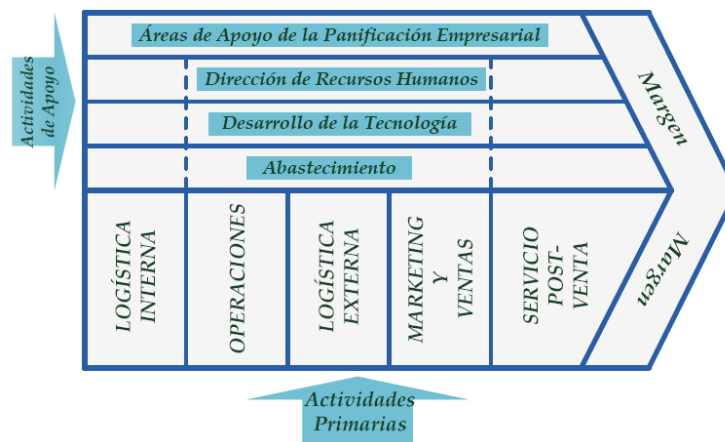 Áreas de Apoyo de la Panificación Empresarial
Dirección de Recursos Humanos
Desarrollo de la Tecnología
Abastecimiento
Actividades
de Apoyo
Margen
Margen
LOGÍSTICA
INTERNA
OPERACIONES
LOGÍSTICA
EXTERNA
MARKETING
Y
VENTAS
SERVICIO
POST-
VENTA
Actividades
Primarias